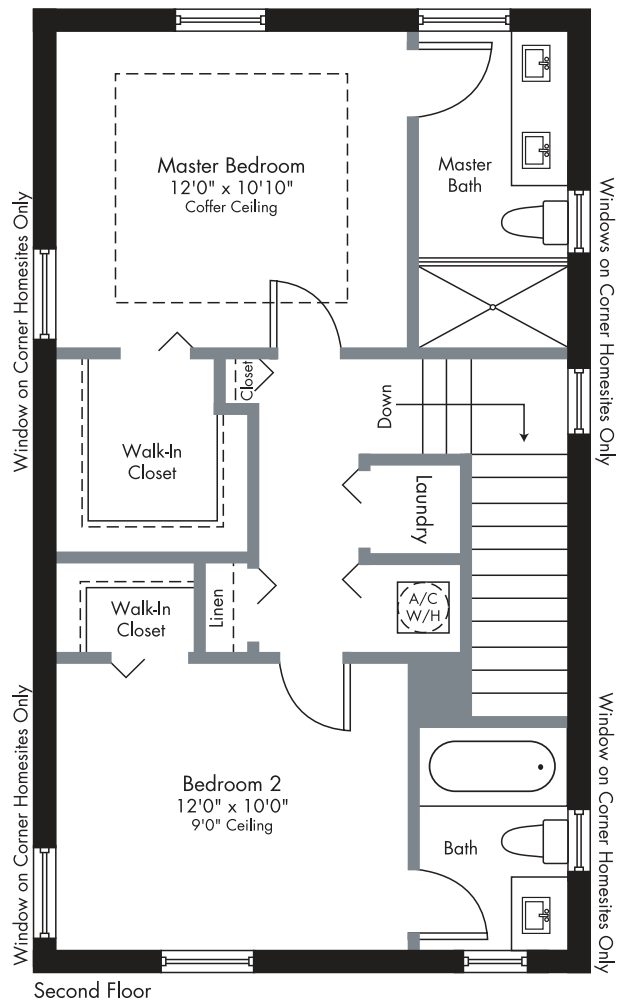 Master Bedroom
12'0" x 10'10"
Coffer Ceiling
Master
Bath
Window on Corner Homesites Only
Windows on Corner Homesites Only
Closet
Down
Walk-In
Closet
Laundry
Walk-In
Closet
Linen
A/C
W/H
Window on Corner Homesites Only
Window on Corner Homesites Only
Bedroom 2
12'0" x 10'0"
9'0" Ceiling
Bath
Second Floor